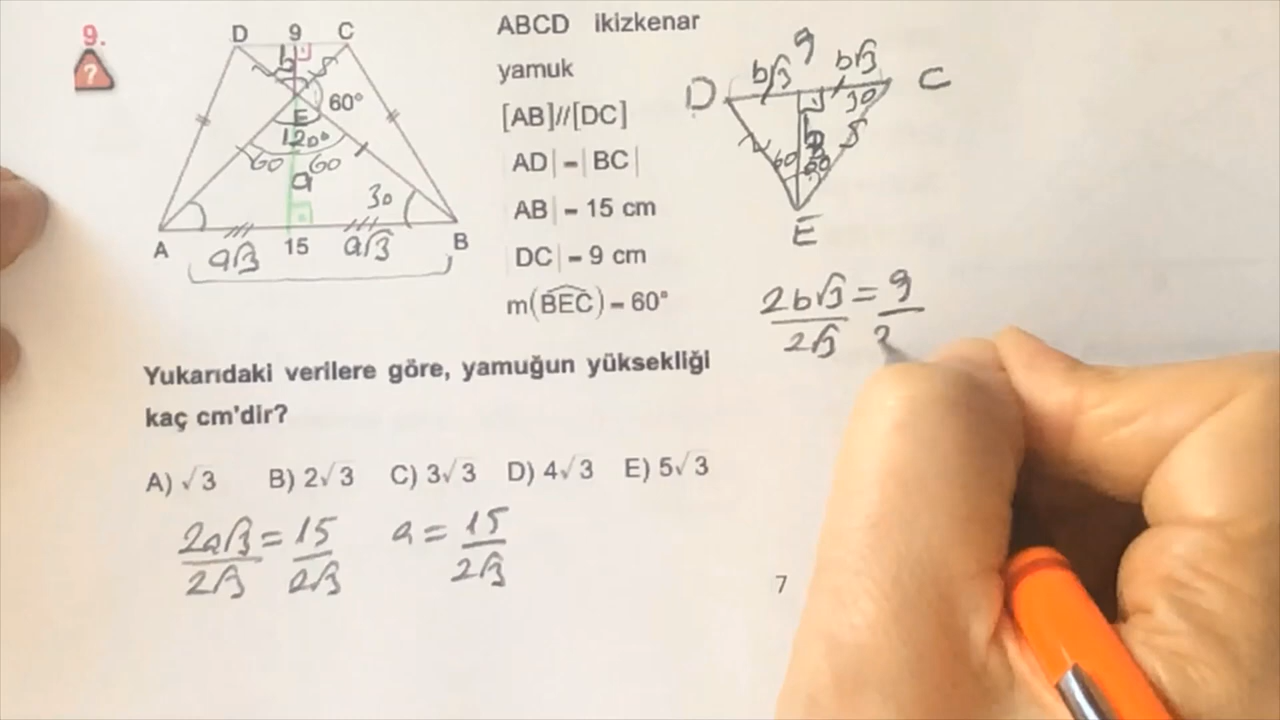 9.
?
D 9 C
b
60°
E
120°
60 60
a
30
A 15 B
a√3 a√3
ABCD ikizkenar
yamuk
[AB]//[DC]
AD| = |BC|
AB| = 15 cm
DC| = 9 cm
m(BEC) = 60°
9
b√3 b√3
D C
30
b
60
E
2b√3 = 9
2√3
Yukarıdaki verilere göre, yamuğun yüksekliği
kaç cm'dir?
A) √3 B) 2√3 C) 3√3 D) 4√3 E) 5√3
2a√3 = 15 a = 15
2√3 2√3 2√3
7